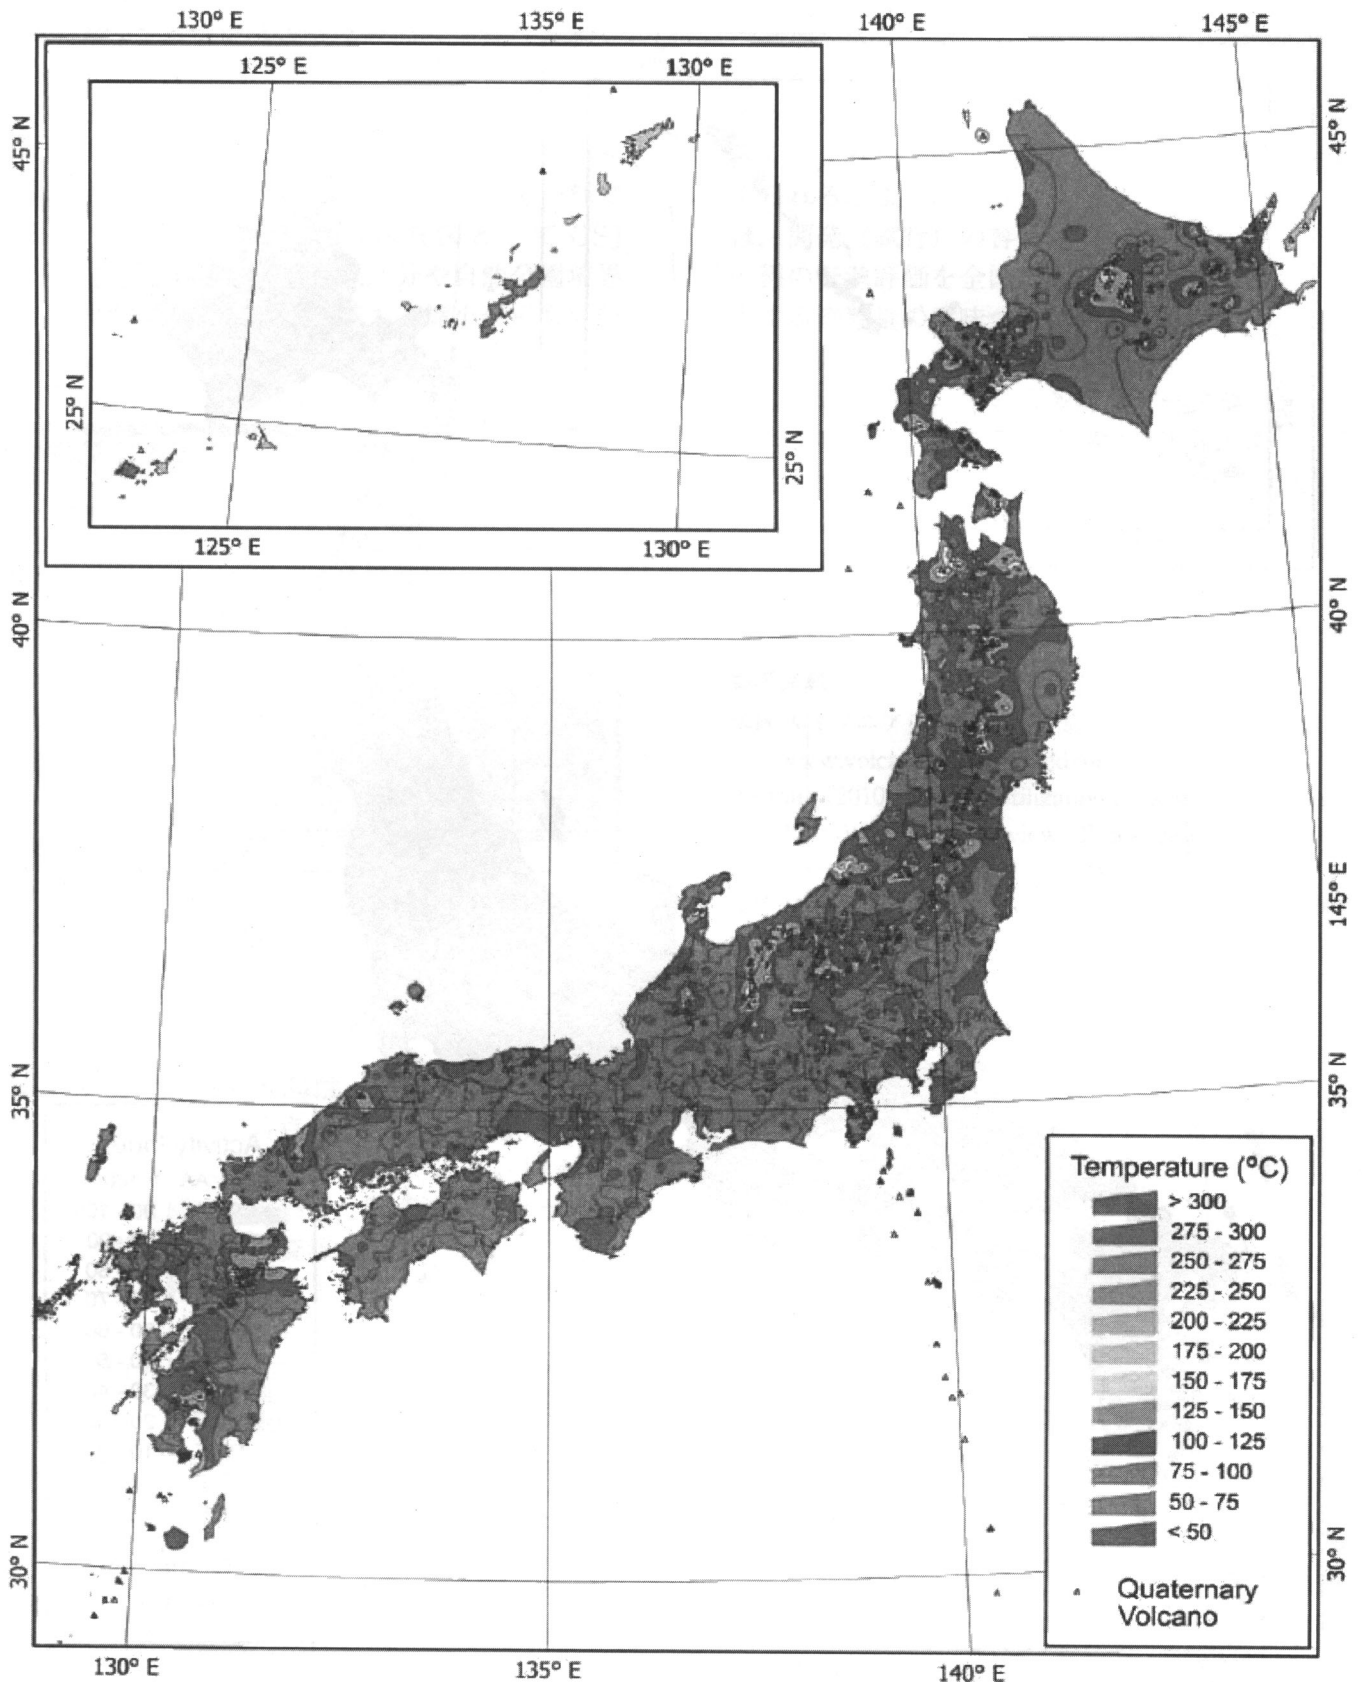 130° E
135° E
140° E
145° E
125° E
130° E
45° N
45° N
25° N
25° N
125° E
130° E
40° N
40° N
145° E
35° N
35° N
Temperature (°C)
> 300
275 - 300
250 - 275
225 - 250
200 - 225
175 - 200
150 - 175
125 - 150
100 - 125
75 - 100
50 - 75
< 50
Quaternary
Volcano
30° N
30° N
130° E
135° E
140° E